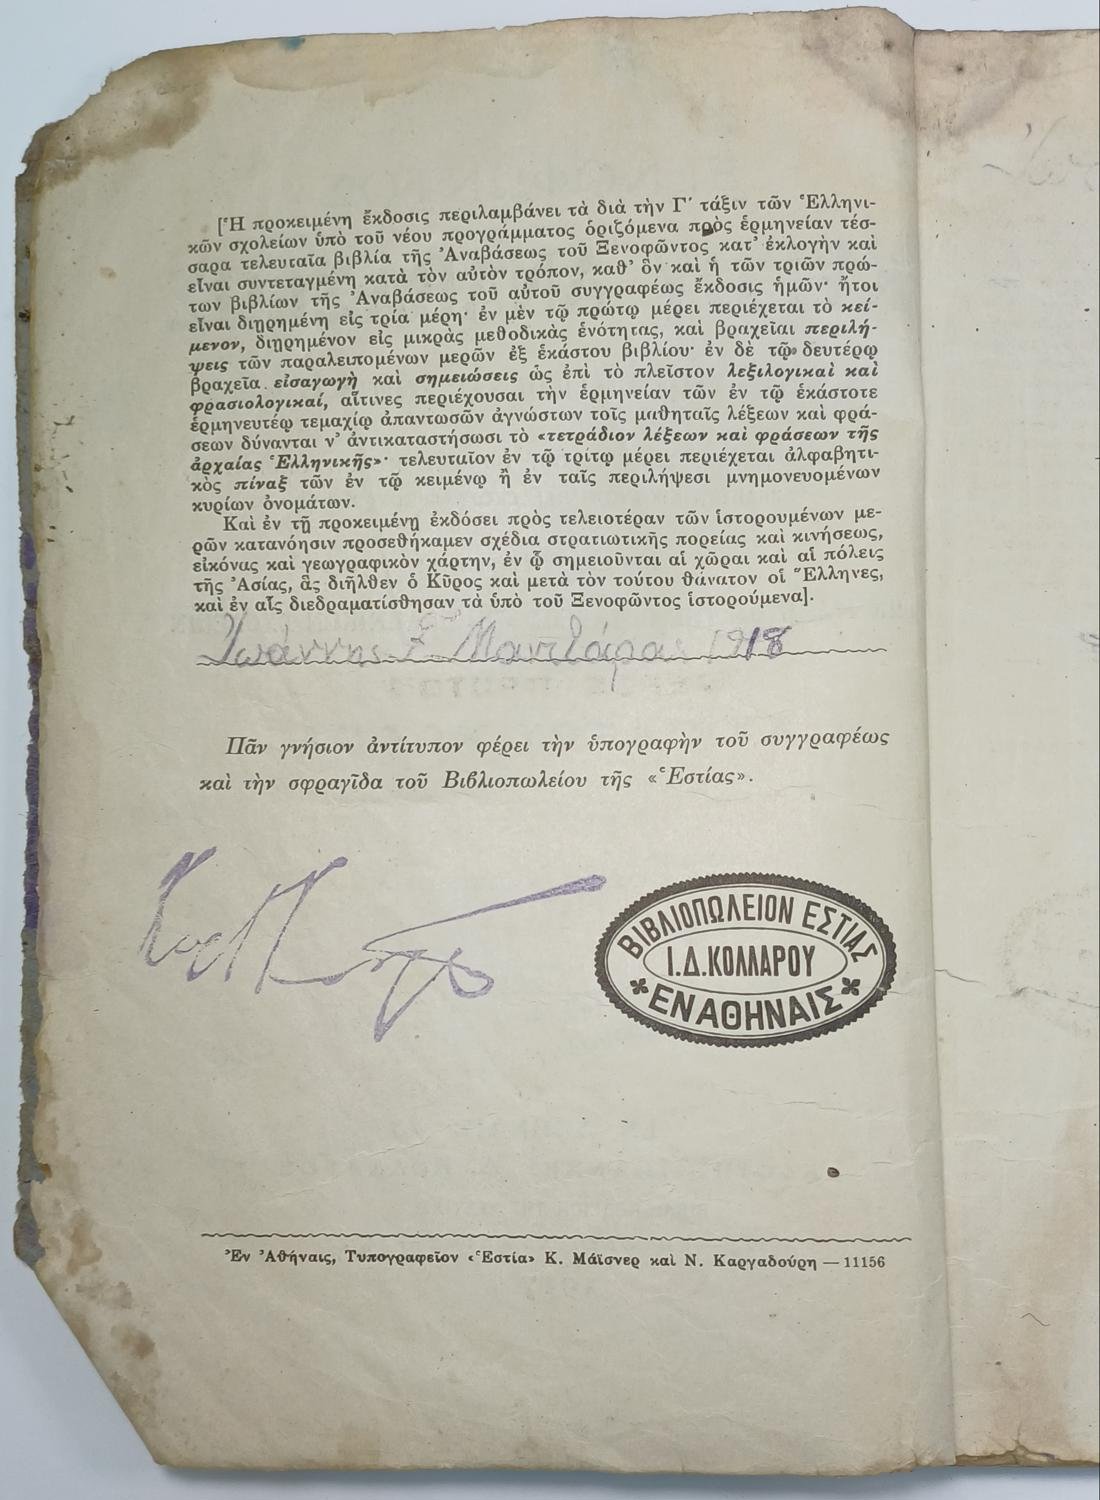 [Ἡ προκειμένη ἔκδοσις περιλαμβάνει τὰ διὰ τὴν Γ΄ τάξιν τῶν Ἑλληνι-
κῶν σχολείων ὑπὸ τοῦ νέου προγράμματος ὁριζόμενα πρὸς ἑρμηνείαν τέσ-
σαρα τελευταῖα βιβλία τῆς Ἀναβάσεως τοῦ Ξενοφῶντος κατ᾽ ἐκλογὴν καὶ
εἶναι συντεταγμένη κατὰ τὸν αὐτὸν τρόπον, καθ᾽ ὃν καὶ ἡ τῶν τριῶν πρώ-
των βιβλίων τῆς Ἀναβάσεως τοῦ αὐτοῦ συγγραφέως ἔκδοσις ἡμῶν· ἤτοι
εἶναι διῃρημένη εἰς τρία μέρη· ἐν μὲν τῷ πρώτῳ μέρει περιέχεται τὸ κεί-
μενον, διῃρημένον εἰς μικρὰς μεθοδικὰς ἑνότητας, καὶ βραχεῖαι περιλή-
ψεις τῶν παραλειπομένων μερῶν ἐξ ἑκάστου βιβλίου· ἐν δὲ τῷ δευτέρῳ
βραχεῖα εἰσαγωγὴ καὶ σημειώσεις ὡς ἐπὶ τὸ πλεῖστον λεξιλογικαὶ καὶ
φρασιολογικαί, αἵτινες περιέχουσαι τὴν ἑρμηνείαν τῶν ἐν τῷ ἑκάστοτε
ἑρμηνευτέῳ τεμαχίῳ ἀπαντωσῶν ἀγνώστων τοῖς μαθηταῖς λέξεων καὶ φρά-
σεων δύνανται ν᾽ ἀντικαταστήσωσι τὸ «τετράδιον λέξεων καὶ φράσεων τῆς
ἀρχαίας Ἑλληνικῆς»· τελευταῖον ἐν τῷ τρίτῳ μέρει περιέχεται ἀλφαβητι-
κὸς πίναξ τῶν ἐν τῷ κειμένῳ ἢ ἐν ταῖς περιλήψεσι μνημονευομένων
κυρίων ὀνομάτων.
Καὶ ἐν τῇ προκειμένῃ ἐκδόσει πρὸς τελειοτέραν τῶν ἱστορουμένων με-
ρῶν κατανόησιν προσεθήκαμεν σχέδια στρατιωτικῆς πορείας καὶ κινήσεως,
εἰκόνας καὶ γεωγραφικὸν χάρτην, ἐν ᾧ σημειοῦνται αἱ χῶραι καὶ αἱ πόλεις
τῆς Ἀσίας, ἃς διῆλθεν ὁ Κῦρος καὶ μετὰ τὸν τούτου θάνατον οἱ Ἕλληνες,
καὶ ἐν αἷς διεδραματίσθησαν τὰ ὑπὸ τοῦ Ξενοφῶντος ἱστορούμενα].
Ἰωάννης 1918
Πᾶν γνήσιον ἀντίτυπον φέρει τὴν ὑπογραφὴν τοῦ συγγραφέως
καὶ τὴν σφραγῖδα τοῦ Βιβλιοπωλείου τῆς «Ἑστίας».
ΒΙΒΛΙΟΠΩΛΕΙΟΝ ΕΣΤΙΑΣ
Ι.Δ.ΚΟΛΛΑΡΟΥ
ΕΝ ΑΘΗΝΑΙΣ
Ἐν Ἀθήναις, Τυπογραφεῖον «Ἑστία» Κ. Μάϊσνερ καὶ Ν. Καργαδούρη — 11156